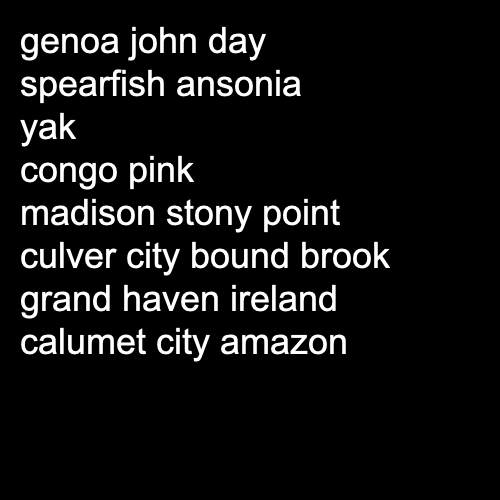 genoa john day
spearfish ansonia
yak
congo pink
madison stony point
culver city bound brook
grand haven ireland
calumet city amazon